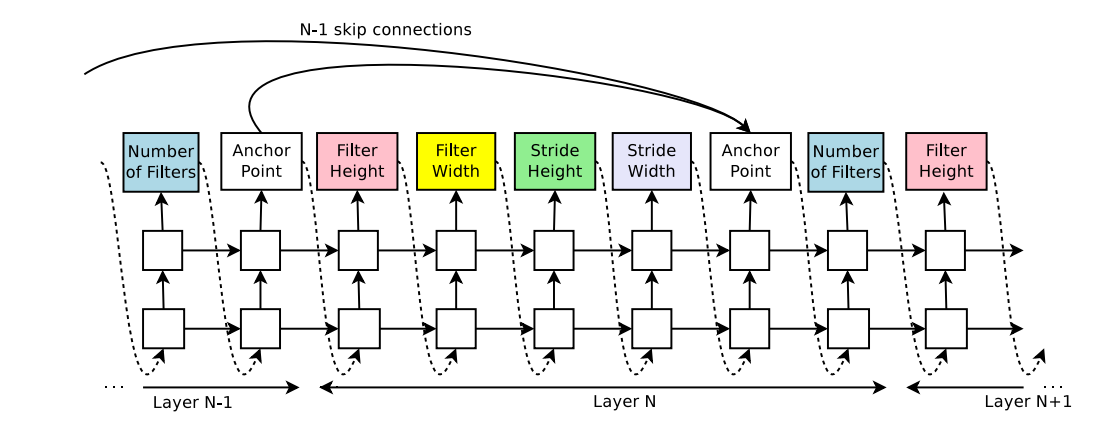 N-1 skip connections
Number
of Filters
Anchor
Point
Filter
Height
Filter
Width
Stride
Height
Stride
Width
Anchor
Point
Number
of Filters
Filter
Height
...
Layer N-1
Layer N
Layer N+1
...